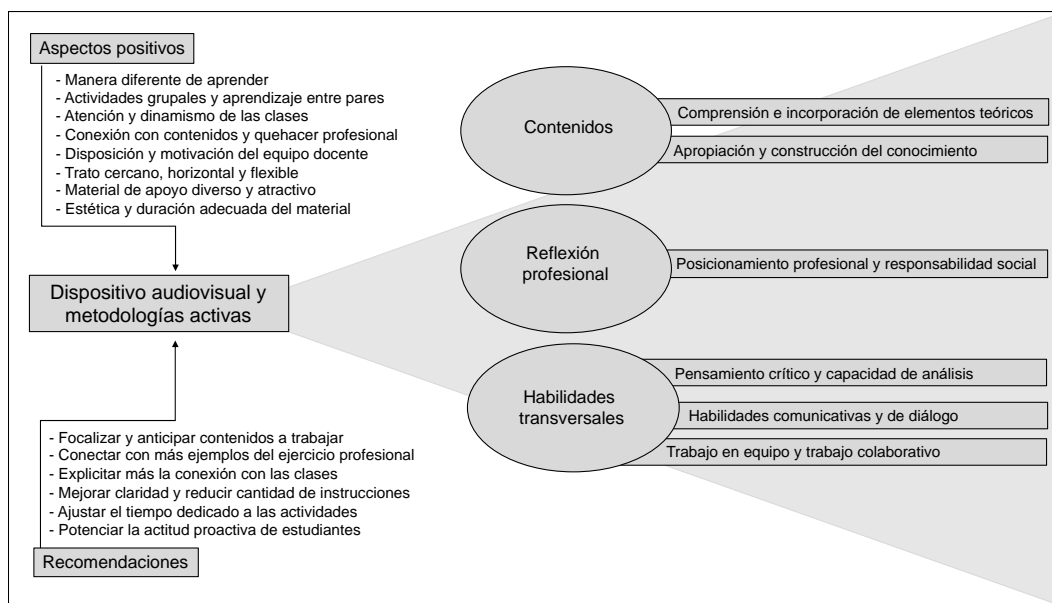 Aspectos positivos
- Manera diferente de aprender
- Actividades grupales y aprendizaje entre pares
- Atención y dinamismo de las clases
- Conexión con contenidos y quehacer profesional
- Disposición y motivación del equipo docente
- Trato cercano, horizontal y flexible
- Material de apoyo diverso y atractivo
- Estética y duración adecuada del material
Dispositivo audiovisual y
metodologías activas
- Focalizar y anticipar contenidos a trabajar
- Conectar con más ejemplos del ejercicio profesional
- Explicitar más la conexión con las clases
- Mejorar claridad y reducir cantidad de instrucciones
- Ajustar el tiempo dedicado a las actividades
- Potenciar la actitud proactiva de estudiantes
Recomendaciones
Contenidos
Comprensión e incorporación de elementos teóricos
Apropiación y construcción del conocimiento
Reflexión
profesional
Posicionamiento profesional y responsabilidad social
Habilidades
transversales
Pensamiento crítico y capacidad de análisis
Habilidades comunicativas y de diálogo
Trabajo en equipo y trabajo colaborativo